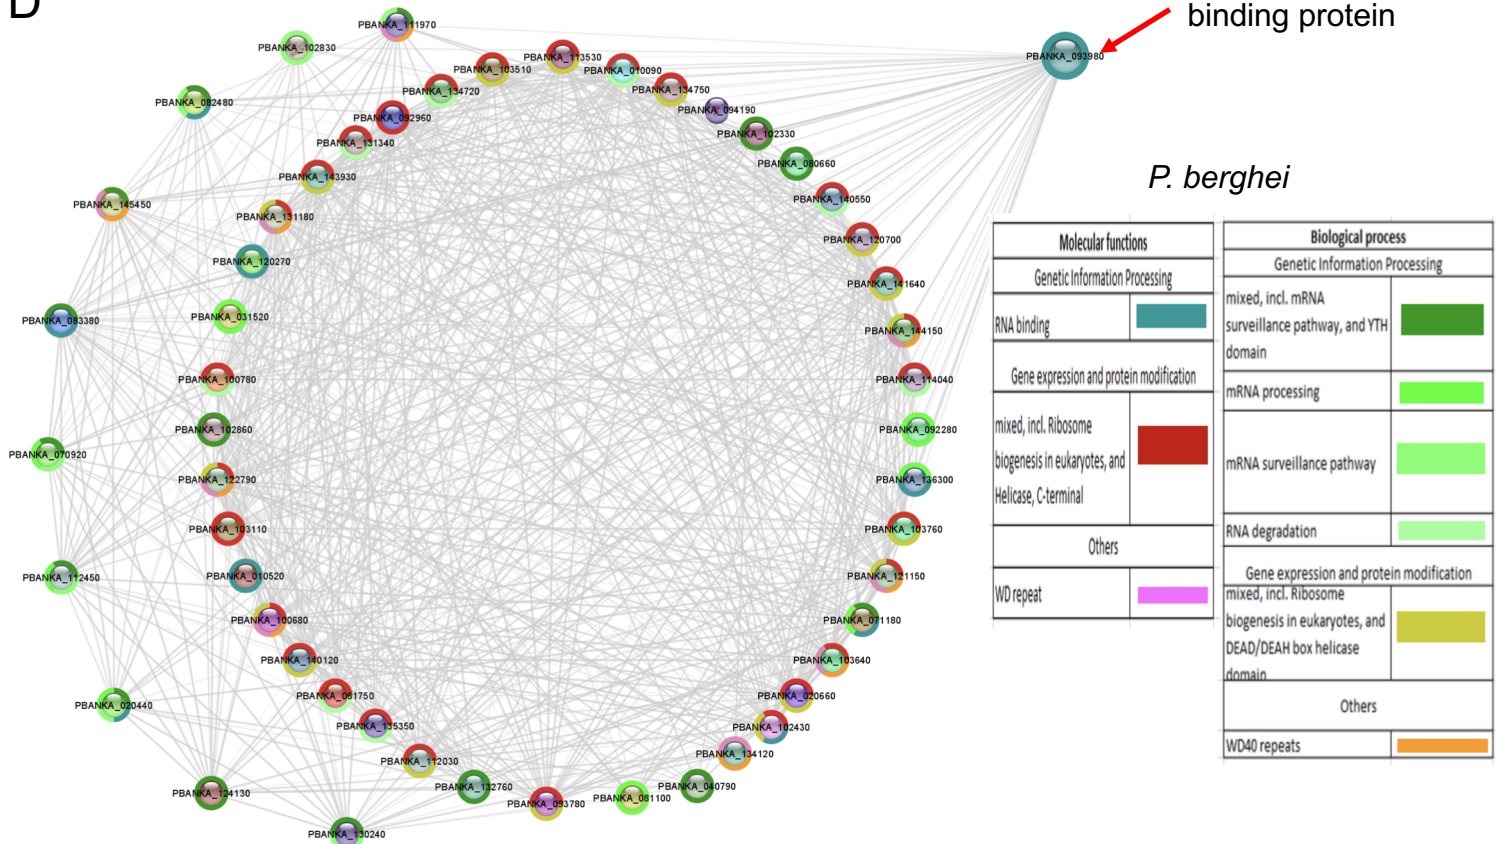 D
binding protein
PBANKA_111970
PBANKA_102830
PBANKA_093980
PBANKA_113530
PBANKA_103510
PBANKA_010090
PBANKA_134720
PBANKA_134750
PBANKA_082480
PBANKA_094190
PBANKA_092960
PBANKA_102330
PBANKA_131340
PBANKA_080660
PBANKA_143930
P. berghei
PBANKA_140550
PBANKA_145450
PBANKA_131180
PBANKA_120700
PBANKA_120270
PBANKA_141640
PBANKA_083380
PBANKA_031520
PBANKA_144150
PBANKA_100780
PBANKA_114040
PBANKA_102860
PBANKA_092280
PBANKA_070920
PBANKA_122790
PBANKA_136300
PBANKA_103110
PBANKA_103760
PBANKA_112450
PBANKA_010520
PBANKA_121150
PBANKA_100680
PBANKA_071180
PBANKA_140120
PBANKA_103640
PBANKA_061750
PBANKA_020660
PBANKA_020440
PBANKA_135350
PBANKA_102430
PBANKA_112030
PBANKA_134120
PBANKA_124130
PBANKA_132760
PBANKA_093780
PBANKA_081100
PBANKA_040790
PBANKA_130240
Molecular functions
Genetic Information Processing
RNA binding
Gene expression and protein modification
mixed, incl. Ribosome
biogenesis in eukaryotes, and
Helicase, C-terminal
Others
WD repeat
Biological process
Genetic Information Processing
mixed, incl. mRNA
surveillance pathway, and YTH
domain
mRNA processing
mRNA surveillance pathway
RNA degradation
Gene expression and protein modification
mixed, incl. Ribosome
biogenesis in eukaryotes, and
DEAD/DEAH box helicase
domain
Others
WD40 repeats